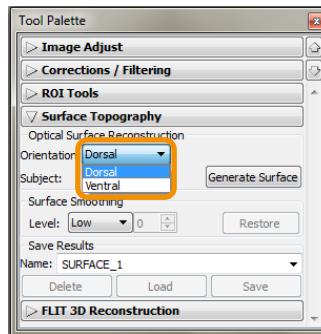 Tool Palette
Image Adjust
Corrections / Filtering
ROI Tools
Surface Topography
Optical Surface Reconstruction
Orientation Dorsal
Dorsal
Ventral
Subject: Generate Surface
Surface Smoothing
Level: Low 0 Restore
Save Results
Name: SURFACE_1
Delete Load Save
FLIT 3D Reconstruction